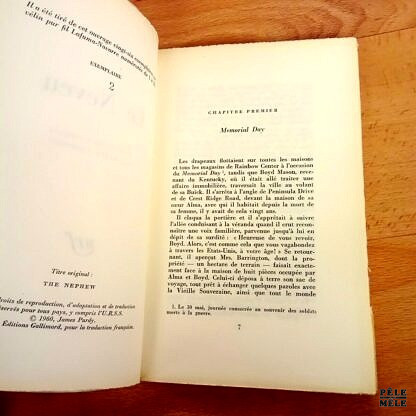 Il a été tiré de cet ouvrage vingt-six exemplaires
vélin pur fil Lafuma-Navarre numérotés de 1 à
EXEMPLAIRE
2
Titre original :
THE NEPHEW
Droits de reproduction, d'adaptation et de traduction
réservés pour tous pays, y compris l'U.R.S.S.
© 1960, James Purdy.
Éditions Gallimard, pour la traduction française.
CHAPITRE PREMIER
Memorial Day
Les drapeaux flottaient sur toutes les maisons
et tous les magasins de Rainbow Center à l'occasion
du Memorial Day ¹, tandis que Boyd Mason, reve-
nant du Kentucky, où il était allé traiter une
affaire immobilière, traversait la ville au volant
de sa Buick. Il s'arrêta à l'angle de Peninsula Drive
et de Crest Ridge Road, devant la maison de sa
sœur Alma, avec qui il habitait depuis la mort de
sa femme, il y avait de cela vingt ans.
Il claqua la portière et il s'apprêtait à suivre
l'allée conduisant à la véranda quand il crut recon-
naître une voix familière, parvenue jusqu'à lui en
dépit de sa surdité : « Heureuse de vous revoir,
Boyd. Alors, c'est comme cela que vous vagabondez
à travers les Etats-Unis, à votre âge! » Se retour-
nant, il aperçut Mrs. Barrington, dont la pro-
priété — un hectare de terrain — faisait exacte-
ment face à la maison de huit pièces occupée par
Alma et Boyd. Celui-ci déposa à terre son sac de
voyage, tout prêt à échanger quelques paroles avec
la Vieille Souveraine, ainsi que tout le monde
1. Le 30 mai, journée consacrée au souvenir des soldats
morts à la guerre.
7
PÊLE
MÊLE